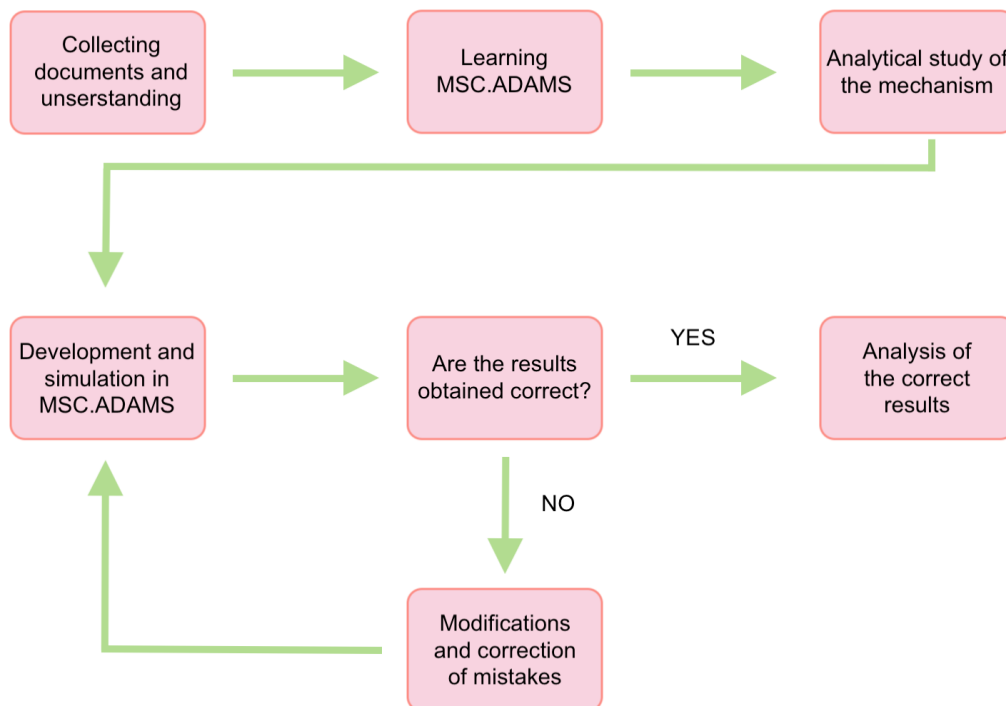 Collecting
documents and
unserstanding
Learning
MSC.ADAMS
Analytical study of
the mechanism
Development and
simulation in
MSC.ADAMS
Are the results
obtained correct?
YES
Analysis of
the correct
results
NO
Modifications
and correction
of mistakes